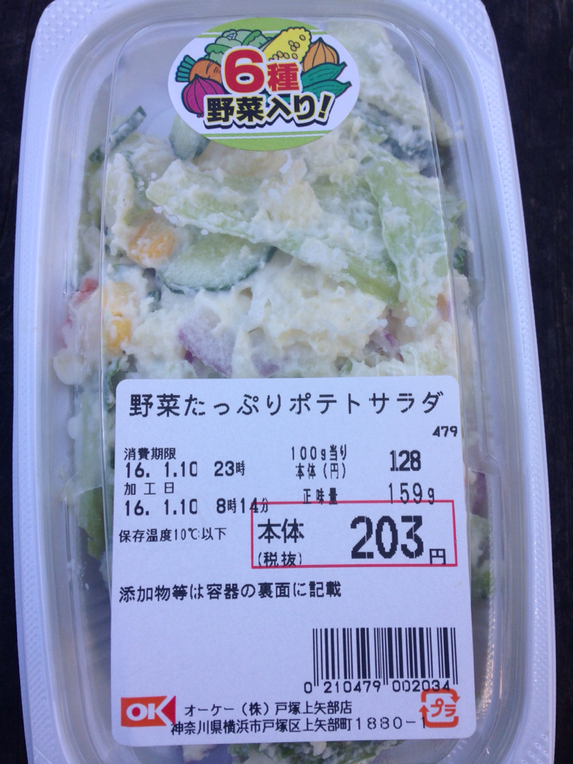 6種
野菜入り!
野菜たっぷりポテトサラダ
479
消費期限
16. 1.10 23時
100g当り
本体(円) 128
加工日
16. 1.10 8時14分
正味量 159g
保存温度10℃以下
本体
(税抜) 203円
添加物等は容器の裏面に記載
0 210479 002034
OK オーケー(株)戸塚上矢部店
神奈川県横浜市戸塚区上矢部町1880-1
プラ